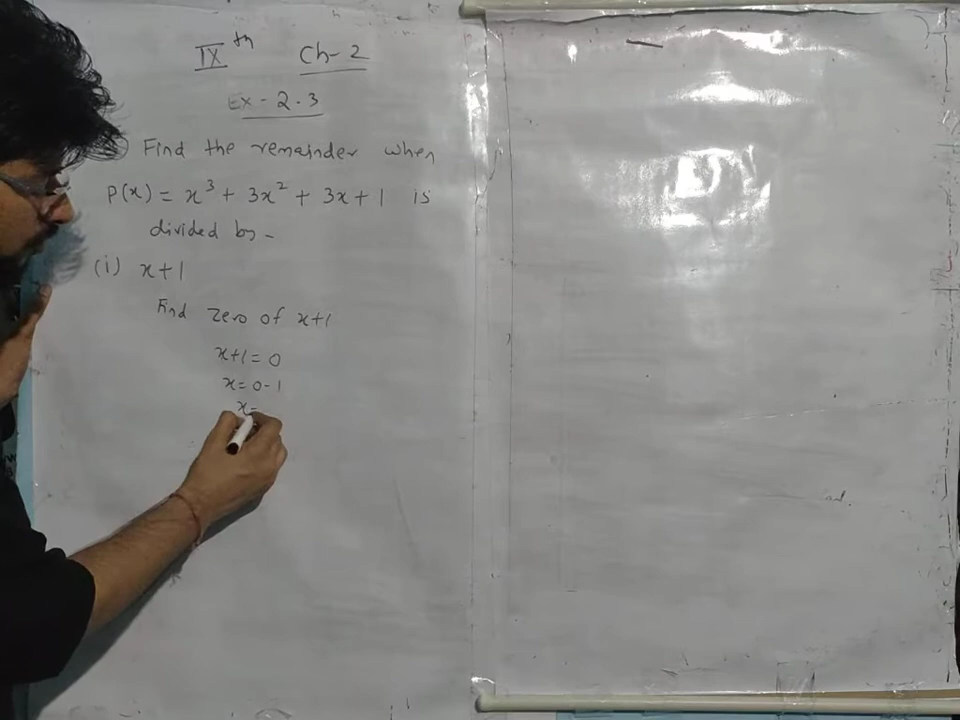 IXth Ch-2
Ex-2.3
Find the remainder when
P(x) = x³ + 3x² + 3x + 1 is
divided by -
(i) x+1
Find zero of x+1
x+1=0
x=0-1
x=